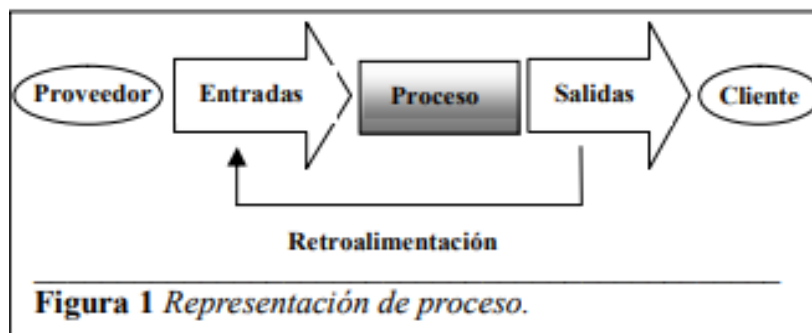 Proveedor Entradas Proceso Salidas Cliente
Retroalimentación
Figura 1 Representación de proceso.